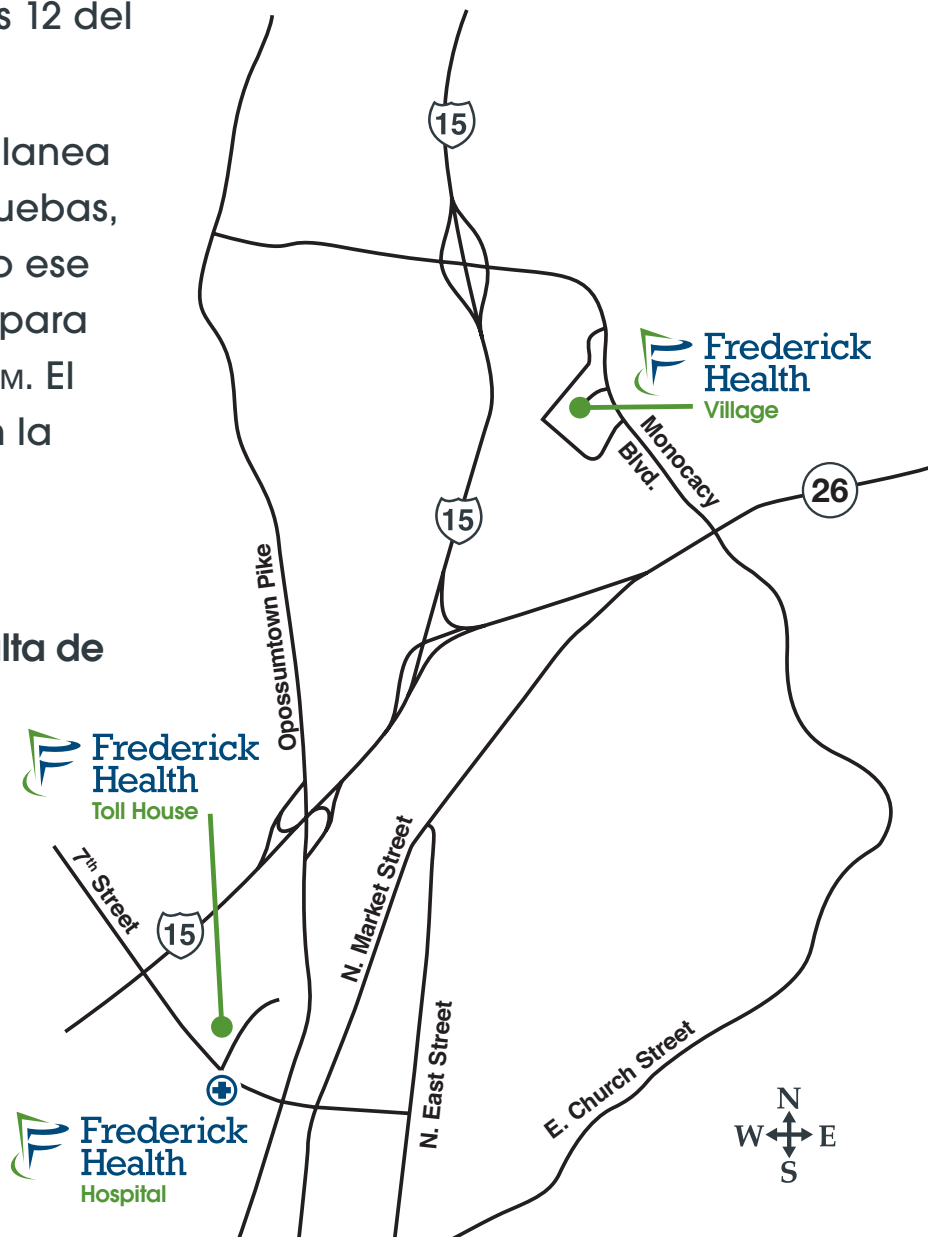 s 12 del
lanea
uebas,
o ese
para
M. El
n la
lta de
15
Frederick
Health
Village
Monocacy
Blvd.
26
15
Opossumtown Pike
Frederick
Health
Toll House
7th Street
15
N. Market Street
N. East Street
E. Church Street
Frederick
Health
Hospital
N
W E
S